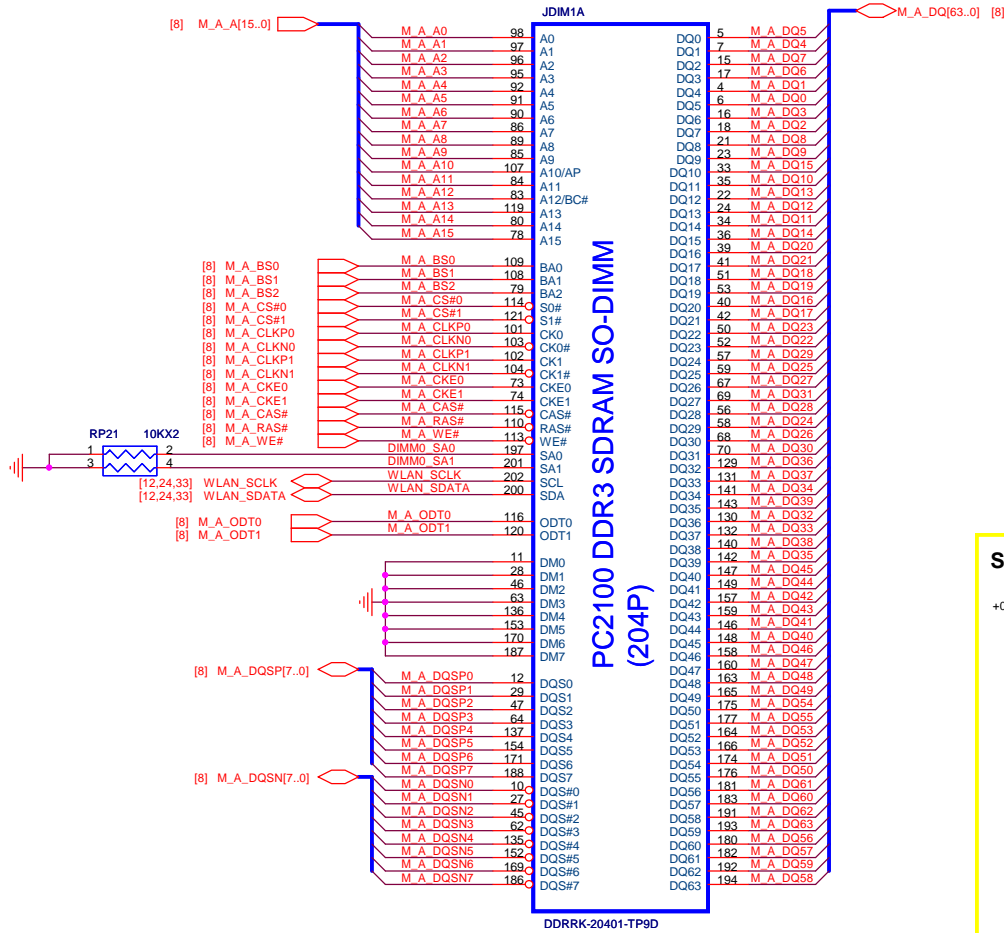 JDIM1A
[8] M_A_A[15..0]
M_A_A0 98 A0
M_A_A1 97 A1
M_A_A2 96 A2
M_A_A3 95 A3
M_A_A4 92 A4
M_A_A5 91 A5
M_A_A6 90 A6
M_A_A7 86 A7
M_A_A8 89 A8
M_A_A9 85 A9
M_A_A10 107 A10/AP
M_A_A11 84 A11
M_A_A12 83 A12/BC#
M_A_A13 119 A13
M_A_A14 80 A14
M_A_A15 78 A15
[8] M_A_BS0 M_A_BS0 109 BA0
[8] M_A_BS1 M_A_BS1 108 BA1
[8] M_A_BS2 M_A_BS2 79 BA2
[8] M_A_CS#0 M_A_CS#0 114 S0#
[8] M_A_CS#1 M_A_CS#1 121 S1#
[8] M_A_CLKP0 M_A_CLKP0 101 CK0
[8] M_A_CLKN0 M_A_CLKN0 103 CK0#
[8] M_A_CLKP1 M_A_CLKP1 102 CK1
[8] M_A_CLKN1 M_A_CLKN1 104 CK1#
[8] M_A_CKE0 M_A_CKE0 73 CKE0
[8] M_A_CKE1 M_A_CKE1 74 CKE1
[8] M_A_CAS# M_A_CAS# 115 CAS#
[8] M_A_RAS# M_A_RAS# 110 RAS#
[8] M_A_WE# M_A_WE# 113 WE#
RP21 10KX2
1 2 DIMM0_SA0 197 SA0
3 4 DIMM0_SA1 201 SA1
[12,24,33] WLAN_SCLK WLAN_SCLK 202 SCL
[12,24,33] WLAN_SDATA WLAN_SDATA 200 SDA
[8] M_A_ODT0 M_A_ODT0 116 ODT0
[8] M_A_ODT1 M_A_ODT1 120 ODT1
11 DM0
28 DM1
46 DM2
63 DM3
136 DM4
153 DM5
170 DM6
187 DM7
[8] M_A_DQSP[7..0]
M_A_DQSP0 12 DQS0
M_A_DQSP1 29 DQS1
M_A_DQSP2 47 DQS2
M_A_DQSP3 64 DQS3
M_A_DQSP4 137 DQS4
M_A_DQSP5 154 DQS5
M_A_DQSP6 171 DQS6
M_A_DQSP7 188 DQS7
[8] M_A_DQSN[7..0]
M_A_DQSN0 10 DQS#0
M_A_DQSN1 27 DQS#1
M_A_DQSN2 45 DQS#2
M_A_DQSN3 62 DQS#3
M_A_DQSN4 135 DQS#4
M_A_DQSN5 152 DQS#5
M_A_DQSN6 169 DQS#6
M_A_DQSN7 186 DQS#7
PC2100 DDR3 SDRAM SO-DIMM
(204P)
M_A_DQ[63..0] [8]
DQ0 5 M_A_DQ5
DQ1 7 M_A_DQ4
DQ2 15 M_A_DQ7
DQ3 17 M_A_DQ6
DQ4 4 M_A_DQ1
DQ5 6 M_A_DQ0
DQ6 16 M_A_DQ3
DQ7 18 M_A_DQ2
DQ8 21 M_A_DQ8
DQ9 23 M_A_DQ9
DQ10 33 M_A_DQ15
DQ11 35 M_A_DQ10
DQ12 22 M_A_DQ13
DQ13 24 M_A_DQ12
DQ14 34 M_A_DQ11
DQ15 36 M_A_DQ14
DQ16 39 M_A_DQ20
DQ17 41 M_A_DQ21
DQ18 51 M_A_DQ18
DQ19 53 M_A_DQ19
DQ20 40 M_A_DQ16
DQ21 42 M_A_DQ17
DQ22 50 M_A_DQ23
DQ23 52 M_A_DQ22
DQ24 57 M_A_DQ29
DQ25 59 M_A_DQ25
DQ26 67 M_A_DQ27
DQ27 69 M_A_DQ31
DQ28 56 M_A_DQ28
DQ29 58 M_A_DQ24
DQ30 68 M_A_DQ26
DQ31 70 M_A_DQ30
DQ32 129 M_A_DQ36
DQ33 131 M_A_DQ37
DQ34 141 M_A_DQ34
DQ35 143 M_A_DQ39
DQ36 130 M_A_DQ32
DQ37 132 M_A_DQ33
DQ38 140 M_A_DQ38
DQ39 142 M_A_DQ35
DQ40 147 M_A_DQ45
DQ41 149 M_A_DQ44
DQ42 157 M_A_DQ42
DQ43 159 M_A_DQ43
DQ44 146 M_A_DQ41
DQ45 148 M_A_DQ40
DQ46 158 M_A_DQ46
DQ47 160 M_A_DQ47
DQ48 163 M_A_DQ48
DQ49 165 M_A_DQ49
DQ50 175 M_A_DQ54
DQ51 177 M_A_DQ55
DQ52 164 M_A_DQ53
DQ53 166 M_A_DQ52
DQ54 174 M_A_DQ51
DQ55 176 M_A_DQ50
DQ56 181 M_A_DQ61
DQ57 183 M_A_DQ60
DQ58 191 M_A_DQ62
DQ59 193 M_A_DQ63
DQ60 180 M_A_DQ56
DQ61 182 M_A_DQ57
DQ62 192 M_A_DQ59
DQ63 194 M_A_DQ58
DDRRK-20401-TP9D